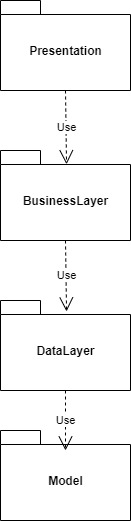 Presentation
Use
BusinessLayer
Use
DataLayer
Use
Model